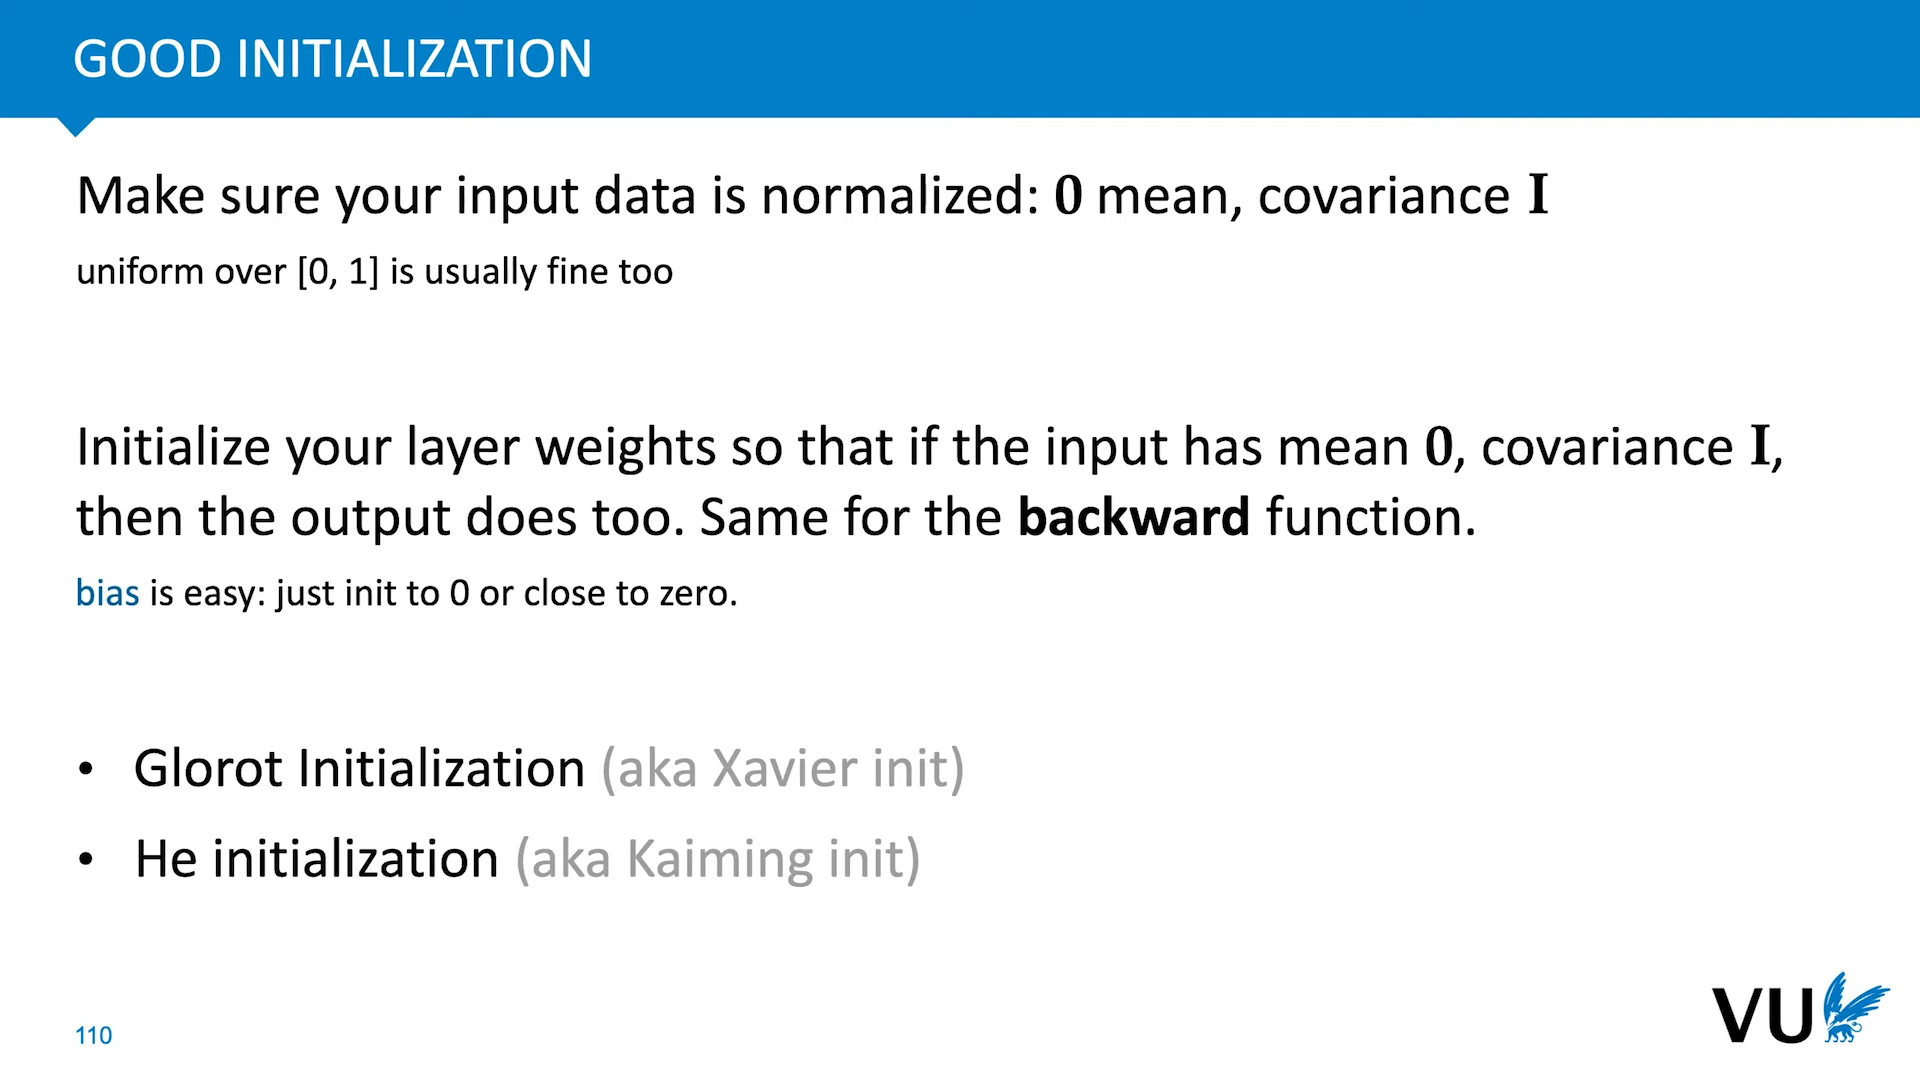 GOOD INITIALIZATION
Make sure your input data is normalized: 0 mean, covariance I
uniform over [0, 1] is usually fine too
Initialize your layer weights so that if the input has mean 0, covariance I,
then the output does too. Same for the backward function.
bias is easy: just init to 0 or close to zero.
• Glorot Initialization (aka Xavier init)
• He initialization (aka Kaiming init)
110
VU